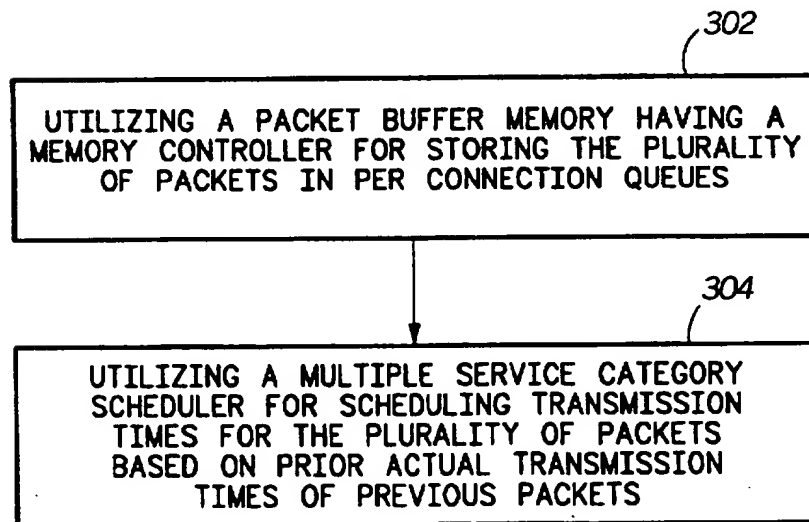 302
UTILIZING A PACKET BUFFER MEMORY HAVING A
MEMORY CONTROLLER FOR STORING THE PLURALITY
OF PACKETS IN PER CONNECTION QUEUES
304
UTILIZING A MULTIPLE SERVICE CATEGORY
SCHEDULER FOR SCHEDULING TRANSMISSION
TIMES FOR THE PLURALITY OF PACKETS
BASED ON PRIOR ACTUAL TRANSMISSION
TIMES OF PREVIOUS PACKETS